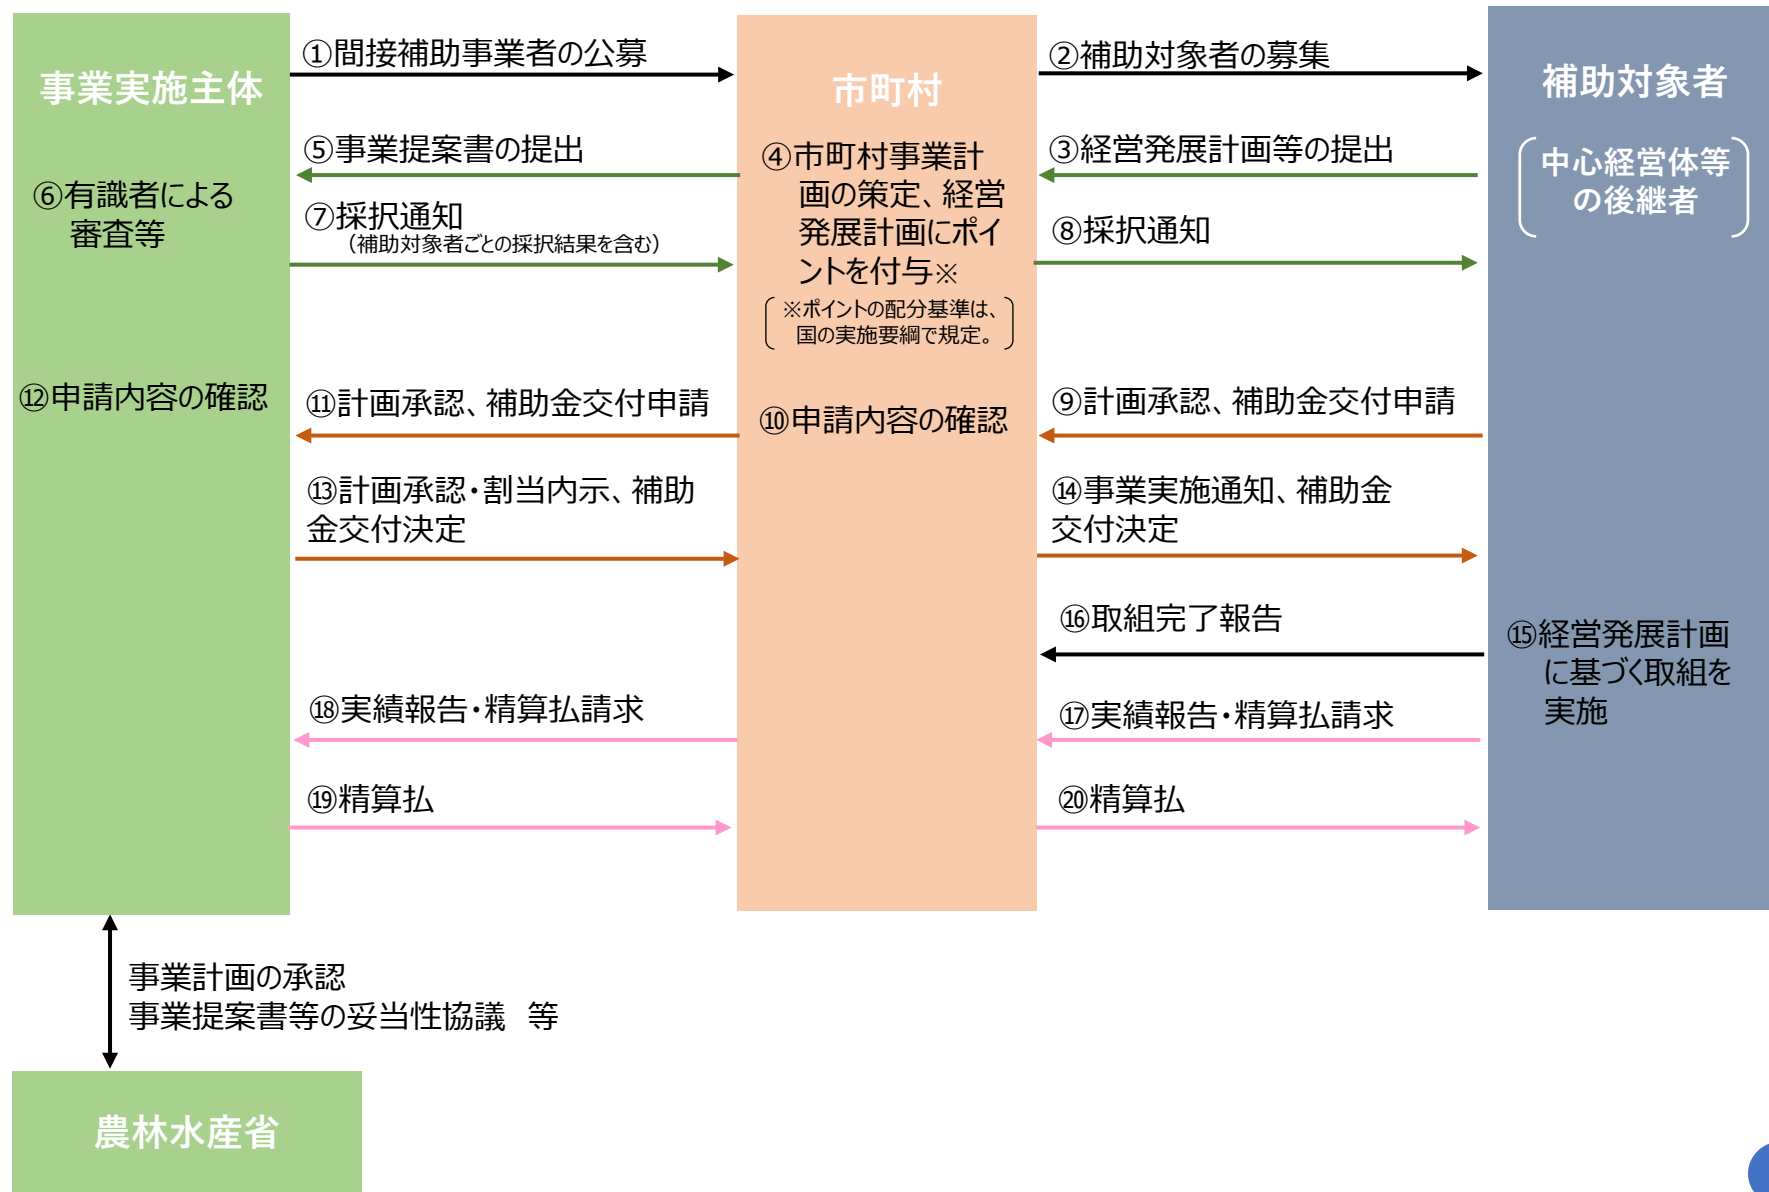 事業実施主体
①間接補助事業者の公募
市町村
②補助対象者の募集
補助対象者
中心経営体等
の後継者
③経営発展計画等の提出
④市町村事業計
画の策定、経営
発展計画にポイ
ントを付与※
※ポイントの配分基準は、
国の実施要綱で規定。
⑤事業提案書の提出
⑥有識者による
審査等
⑦採択通知
（補助対象者ごとの採択結果を含む）
⑧採択通知
⑨計画承認、補助金交付申請
⑩申請内容の確認
⑪計画承認、補助金交付申請
⑫申請内容の確認
⑬計画承認・割当内示、補助
金交付決定
⑭事業実施通知、補助金
交付決定
⑮経営発展計画
に基づく取組を
実施
⑯取組完了報告
⑰実績報告・精算払請求
⑱実績報告・精算払請求
⑲精算払
⑳精算払
事業計画の承認
事業提案書等の妥当性協議　等
農林水産省